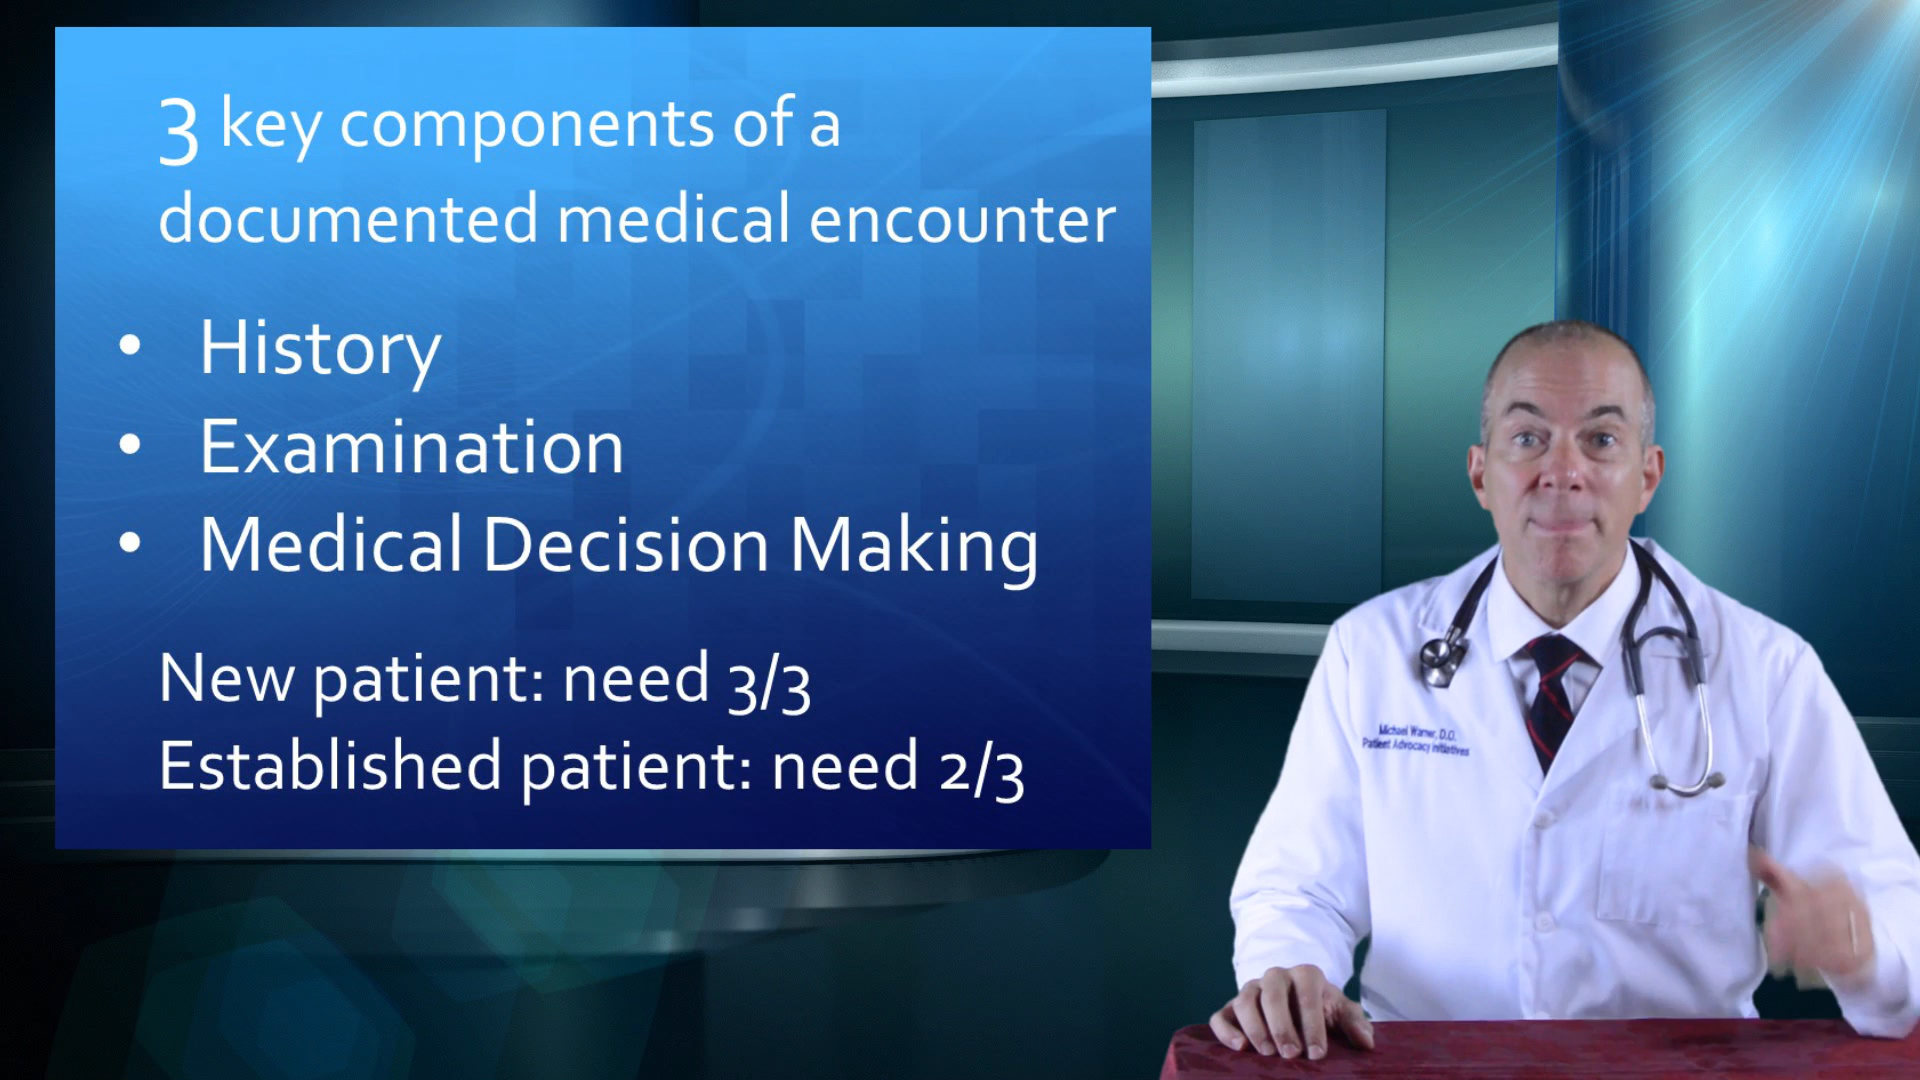 3 key components of a
documented medical encounter
• History
• Examination
• Medical Decision Making
New patient: need 3/3
Established patient: need 2/3
Michael Warner, D.O.
Patient Advocacy Initiatives